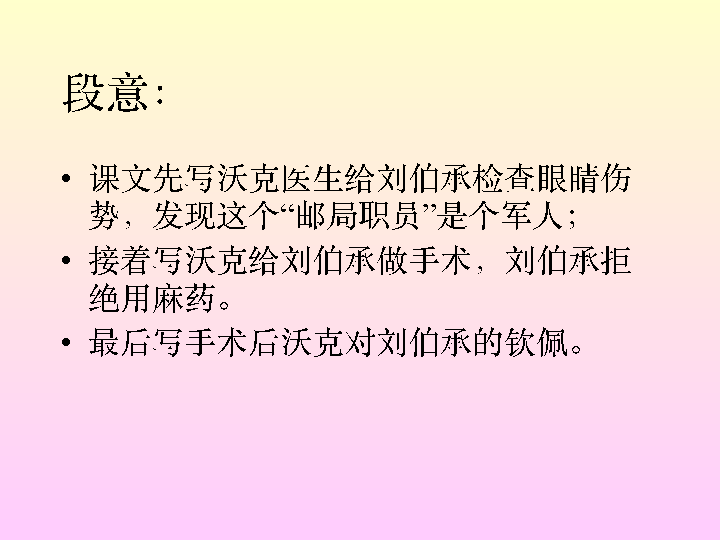 段意：
• 课文先写沃克医生给刘伯承检查眼睛伤
势，发现这个“邮局职员”是个军人；
• 接着写沃克给刘伯承做手术，刘伯承拒
绝用麻药。
• 最后写手术后沃克对刘伯承的钦佩。